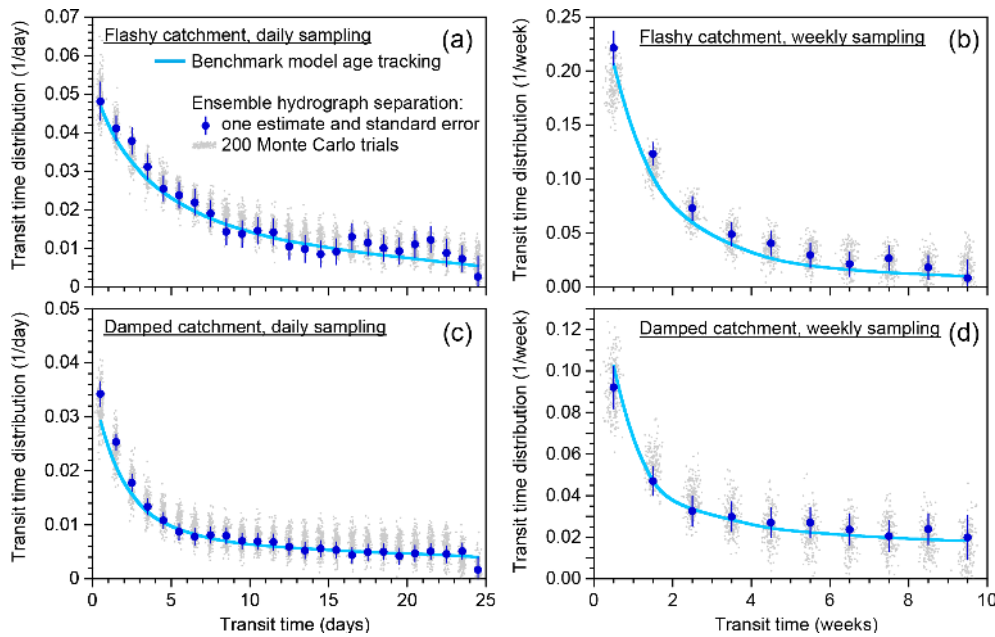 Flashy catchment, daily sampling
(a)
Benchmark model age tracking
Ensemble hydrograph separation:
one estimate and standard error
200 Monte Carlo trials
Transit time distribution (1/day)
0.07
0.06
0.05
0.04
0.03
0.02
0.01
0
Flashy catchment, weekly sampling
(b)
Transit time distribution (1/week)
0.25
0.20
0.15
0.10
0.05
0.00
Damped catchment, daily sampling
(c)
Transit time distribution (1/day)
0.05
0.04
0.03
0.02
0.01
0
0 5 10 15 20 25
Transit time (days)
Damped catchment, weekly sampling
(d)
Transit time distribution (1/week)
0.12
0.10
0.08
0.06
0.04
0.02
0.00
0 2 4 6 8 10
Transit time (weeks)